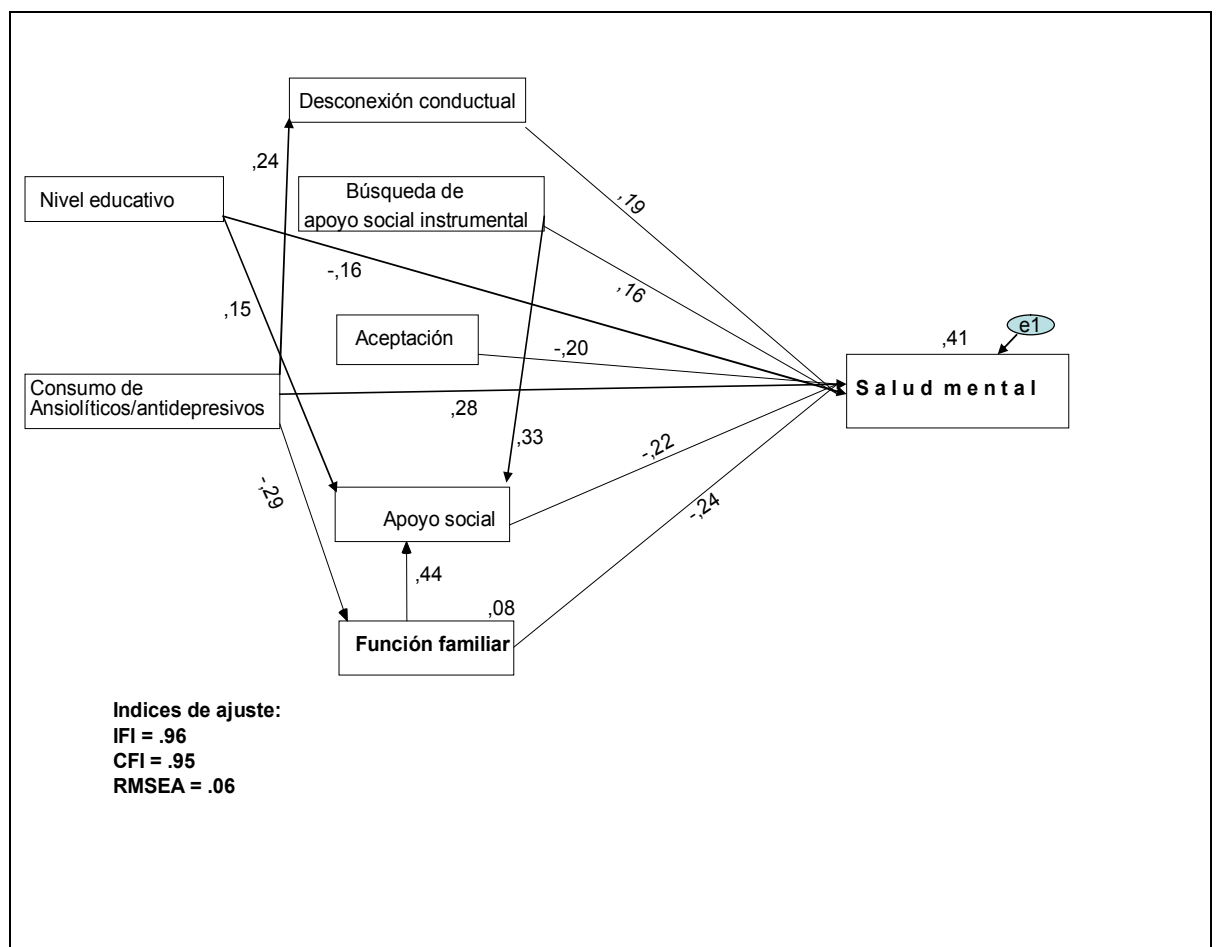 Desconexión conductual
,24
Nivel educativo
Búsqueda de
apoyo social instrumental
,19
-,16
,16
,15
Aceptación
-,20
,41
e1
Salud mental
Consumo de
Ansiolíticos/antidepresivos
,28
,33
-,22
-,29
Apoyo social
-,24
,44
,08
Función familiar
Indices de ajuste:
IFI = .96
CFI = .95
RMSEA = .06